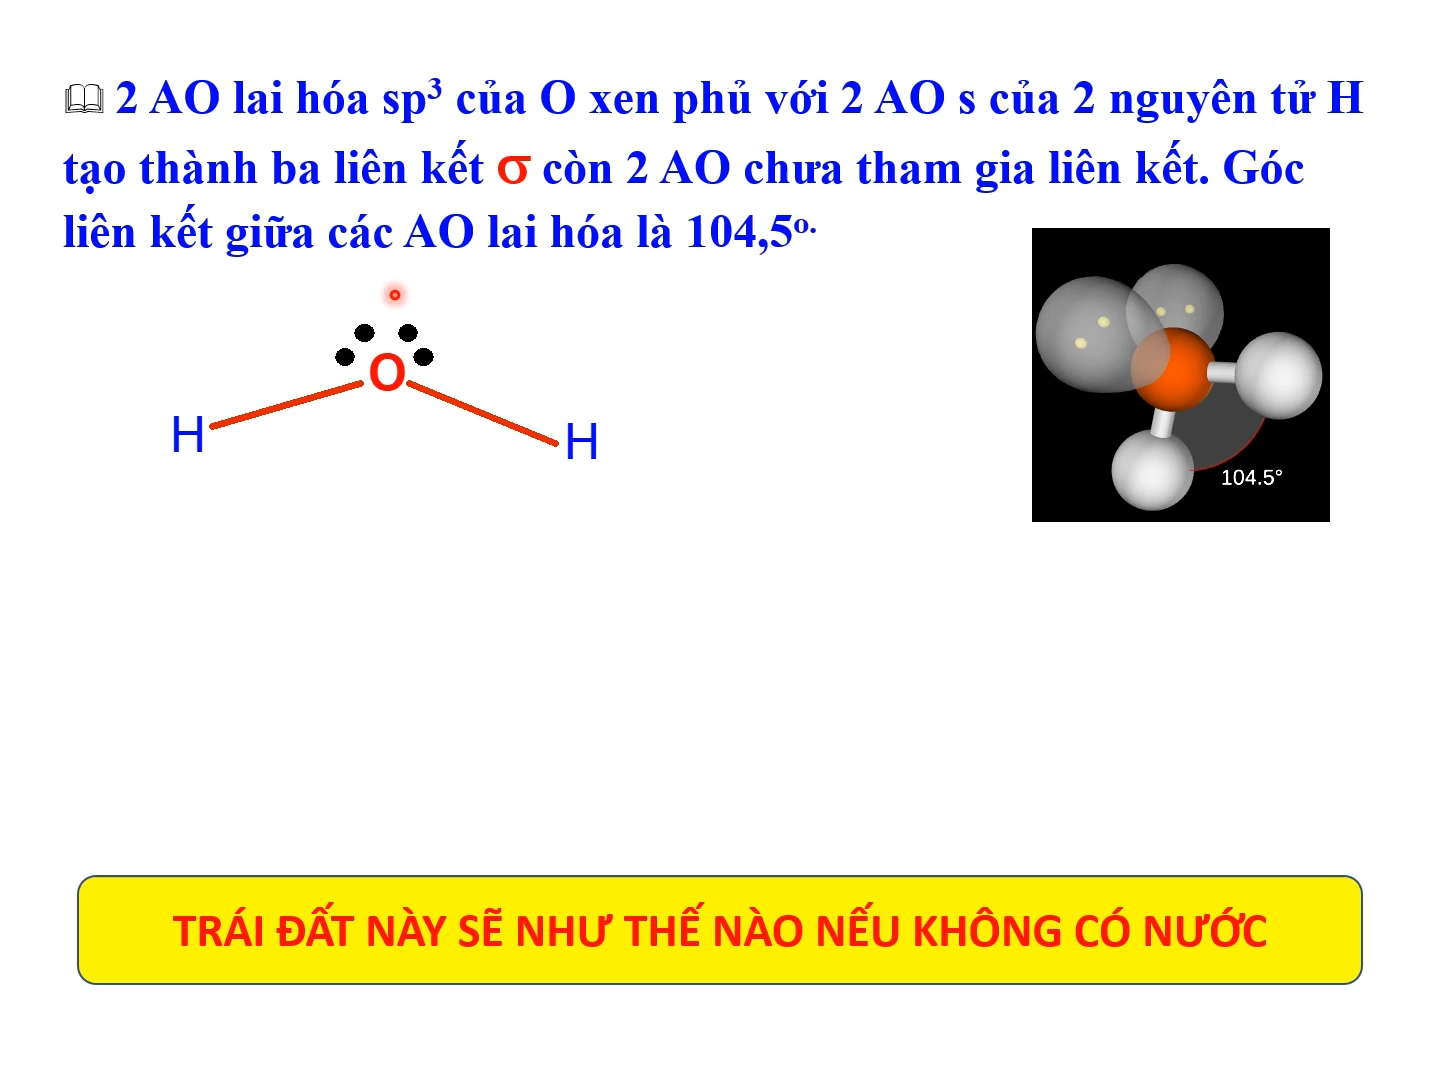 🕮 2 AO lai hóa sp³ của O xen phủ với 2 AO s của 2 nguyên tử H
tạo thành ba liên kết σ còn 2 AO chưa tham gia liên kết. Góc
liên kết giữa các AO lai hóa là 104,5º.
O
H
H
104.5°
TRÁI ĐẤT NÀY SẼ NHƯ THẾ NÀO NẾU KHÔNG CÓ NƯỚC